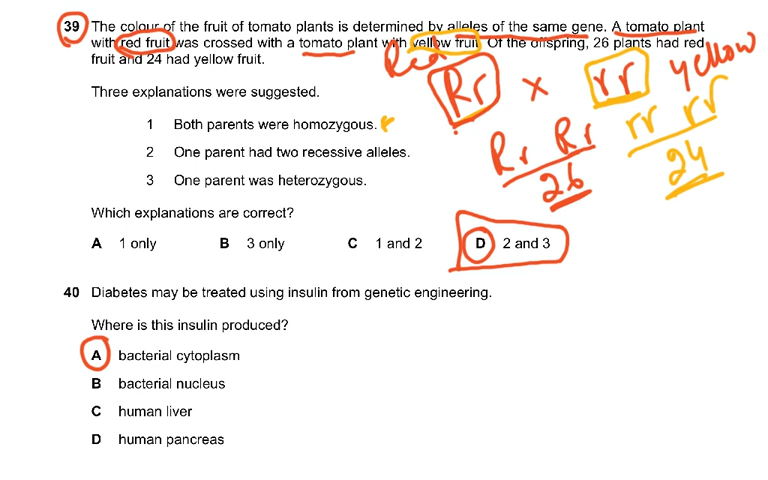 39 The colour of the fruit of tomato plants is determined by alleles of the same gene. A tomato plant
with red fruit was crossed with a tomato plant with yellow fruit. Of the offspring, 26 plants had red
fruit and 24 had yellow fruit.
Red
Rr x rr yellow
Rr Rr rr rr
26 24
Three explanations were suggested.
1 Both parents were homozygous.
2 One parent had two recessive alleles.
3 One parent was heterozygous.
Which explanations are correct?
A 1 only B 3 only C 1 and 2 D 2 and 3
40 Diabetes may be treated using insulin from genetic engineering.
Where is this insulin produced?
A bacterial cytoplasm
B bacterial nucleus
C human liver
D human pancreas